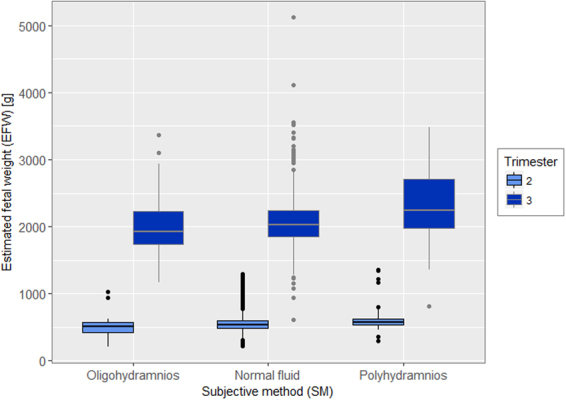 5000
4000
3000
2000
1000
0
Estimated fetal weight (EFW) [g]
Oligohydramnios Normal fluid Polyhydramnios
Subjective method (SM)
Trimester
2
3